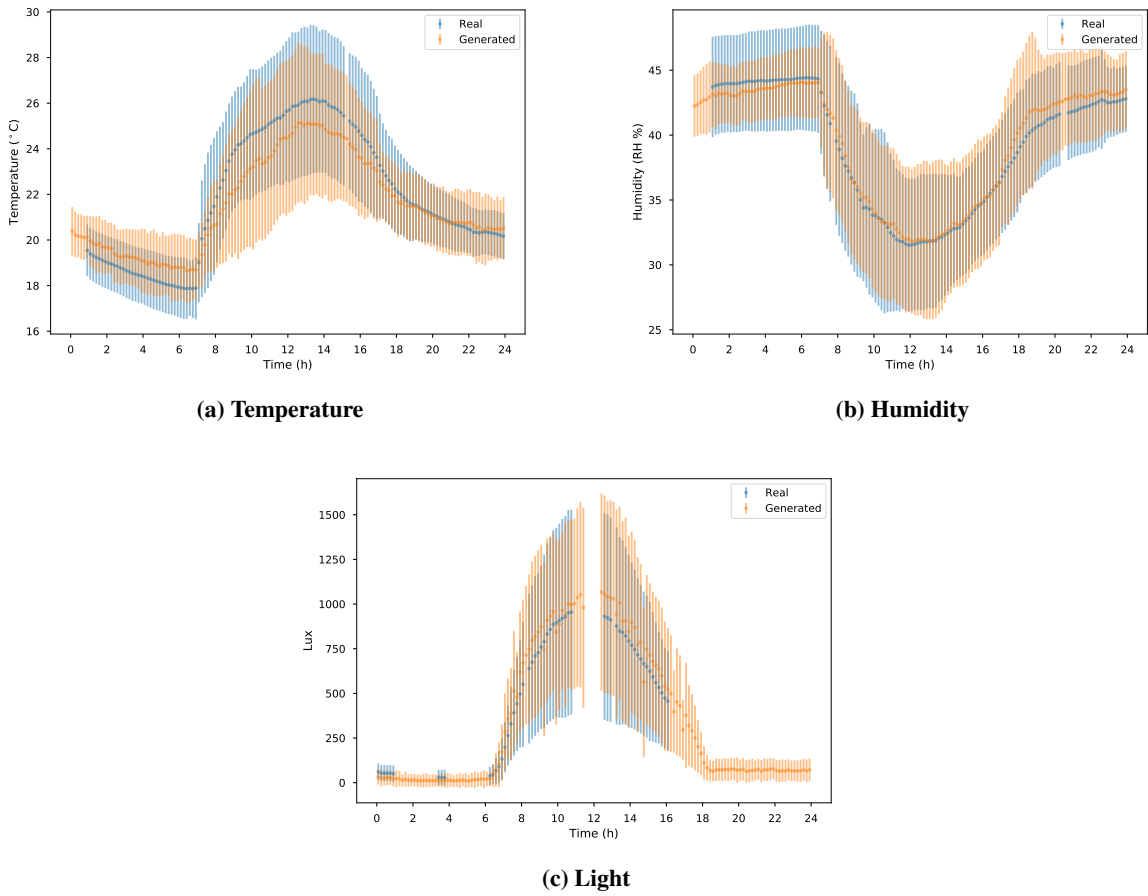 30
28
26
24
22
20
18
16
Temperature (°C)
0 2 4 6 8 10 12 14 16 18 20 22 24
Time (h)
Real
Generated
(a) Temperature
45
40
35
30
25
Humidity (RH %)
0 2 4 6 8 10 12 14 16 18 20 22 24
Time (h)
Real
Generated
(b) Humidity
1500
1250
1000
750
500
250
0
Lux
0 2 4 6 8 10 12 14 16 18 20 22 24
Time (h)
Real
Generated
(c) Light